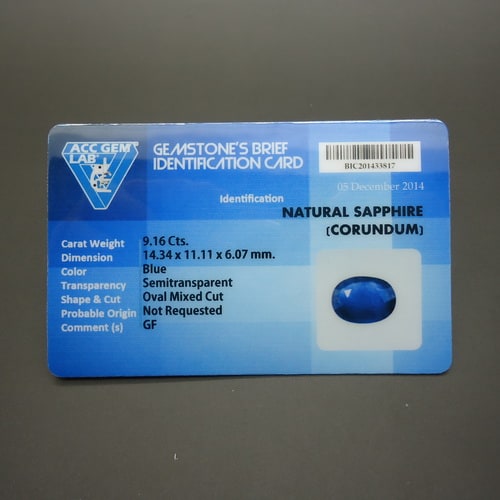 ACC GEM
LAB
GEMSTONE'S BRIEF
IDENTIFICATION CARD
BIC201433817
05 December 2014
Identification
NATURAL SAPPHIRE
(CORUNDUM)
Carat Weight 9.16 Cts.
Dimension 14.34 x 11.11 x 6.07 mm.
Color Blue
Transparency Semitransparent
Shape & Cut Oval Mixed Cut
Probable Origin Not Requested
Comment (s) GF